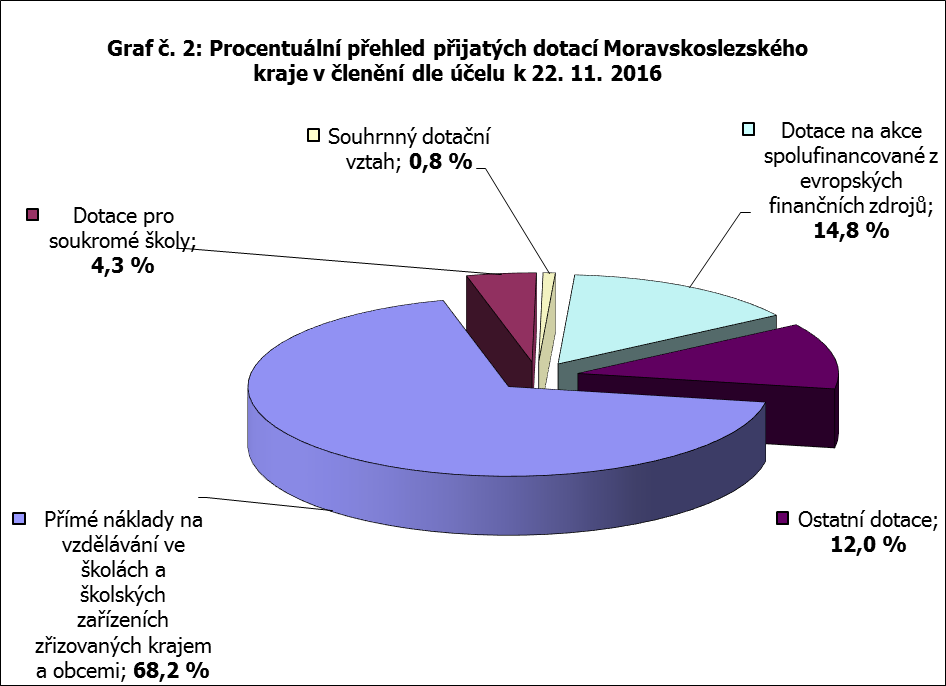 Graf č. 2: Procentuální přehled přijatých dotací Moravskoslezského
kraje v členění dle účelu k 22. 11. 2016
Souhrnný dotační
vztah; 0,8 %
Dotace na akce
spolufinancované z
evropských
finančních zdrojů;
14,8 %
Dotace pro
soukromé školy;
4,3 %
Přímé náklady na
vzdělávání ve
školách a
školských
zařízeních
zřizovaných krajem
a obcemi; 68,2 %
Ostatní dotace;
12,0 %